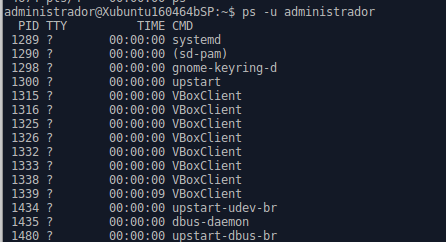 administrador@Xubuntu160464bSP:~$ ps -u administrador
PID TTY TIME CMD
1289 ? 00:00:00 systemd
1290 ? 00:00:00 (sd-pam)
1298 ? 00:00:00 gnome-keyring-d
1300 ? 00:00:00 upstart
1315 ? 00:00:00 VBoxClient
1316 ? 00:00:00 VBoxClient
1325 ? 00:00:00 VBoxClient
1326 ? 00:00:00 VBoxClient
1332 ? 00:00:00 VBoxClient
1333 ? 00:00:00 VBoxClient
1338 ? 00:00:00 VBoxClient
1339 ? 00:00:09 VBoxClient
1434 ? 00:00:00 upstart-udev-br
1435 ? 00:00:00 dbus-daemon
1480 ? 00:00:00 upstart-dbus-br